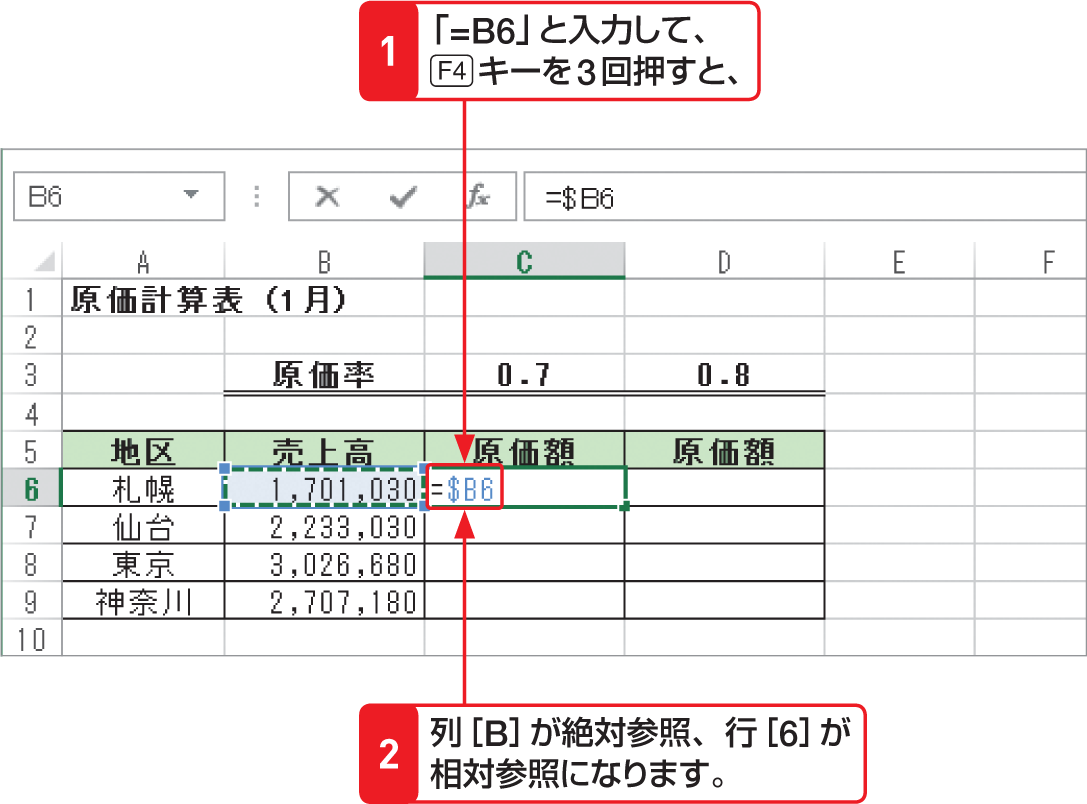 1 「=B6」と入力して、
F4キーを3回押すと、
B6 fx =$B6
A B C D E F
1 原価計算表（1月）
2
3 原価率 0.7 0.8
4
5 地区 売上高 原価額 原価額
6 札幌 1,701,030 =$B6
7 仙台 2,233,030
8 東京 3,026,680
9 神奈川 2,707,180
10
2 列［B］が絶対参照、行［6］が
相対参照になります。